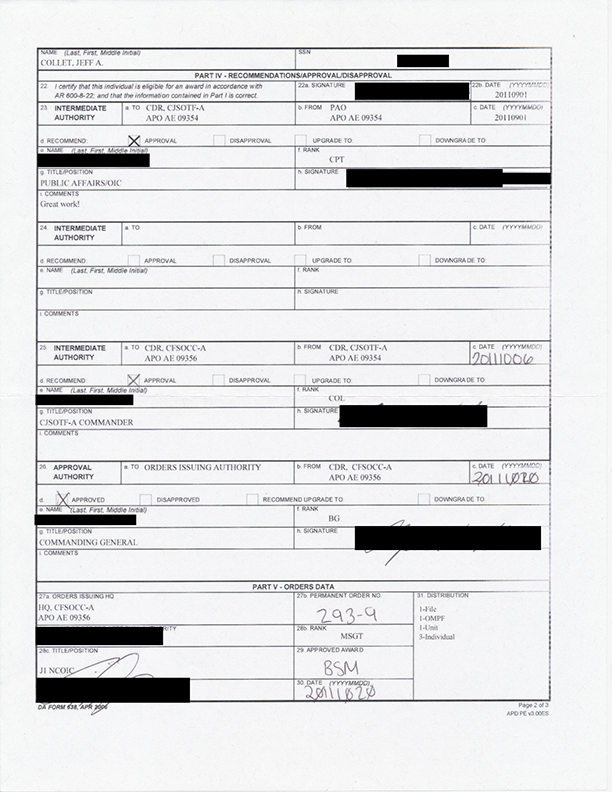 NAME (Last, First, Middle Initial) SSN
COLLET, JEFF A.
PART IV - RECOMMENDATIONS/APPROVAL/DISAPPROVAL
22. I certify that this individual is eligible for an award in accordance with AR 600-8-22; and that the information contained in Part I is correct. 22a. SIGNATURE 22b DATE (YYYYMMDD)
20110901
23. INTERMEDIATE AUTHORITY a. TO CDR, CJSOTF-A b. FROM PAO c. DATE (YYYYMMDD)
APO AE 09354 APO AE 09354 20110901
d. RECOMMEND: X APPROVAL DISAPPROVAL UPGRADE TO: DOWNGRADE TO:
e. NAME (Last, First, Middle Initial) f. RANK
CPT
g. TITLE/POSITION h. SIGNATURE
PUBLIC AFFAIRS/OIC
i. COMMENTS
Great work!
24. INTERMEDIATE AUTHORITY a. TO b. FROM c. DATE (YYYYMMDD)
d. RECOMMEND: APPROVAL DISAPPROVAL UPGRADE TO: DOWNGRADE TO:
e. NAME (Last, First, Middle Initial) f. RANK
g. TITLE/POSITION h. SIGNATURE
i. COMMENTS
25. INTERMEDIATE AUTHORITY a. TO CDR, CFSOCC-A b. FROM CDR, CJSOTF-A c. DATE (YYYYMMDD)
APO AE 09356 APO AE 09354 20111006
d. RECOMMEND: X APPROVAL DISAPPROVAL UPGRADE TO: DOWNGRADE TO:
e. NAME (Last, First, Middle Initial) f. RANK
COL
g. TITLE/POSITION h. SIGNATURE
CJSOTF-A COMMANDER
i. COMMENTS
26. APPROVAL AUTHORITY a. TO ORDERS ISSUING AUTHORITY b. FROM CDR, CFSOCC-A c. DATE (YYYYMMDD)
APO AE 09356 20111020
d. X APPROVED DISAPPROVED RECOMMEND UPGRADE TO: DOWNGRADE TO:
e. NAME (Last, First, Middle Initial) f. RANK
BG
g. TITLE/POSITION h. SIGNATURE
COMMANDING GENERAL
i. COMMENTS
PART V - ORDERS DATA
27a ORDERS ISSUING HQ 27b. PERMANENT ORDER NO. 31. DISTRIBUTION
HQ, CFSOCC-A 293-9 1-File
APO AE 09356 1-OMPF
28b. RANK 1-Unit
MSGT 3-Individual
28c. TITLE/POSITION 29. APPROVED AWARD
J1 NCOIC BSM
30. DATE (YYYYMMDD)
20111020
DA FORM 638, APR 2006 Page 2 of 3
APD PE v3.00ES